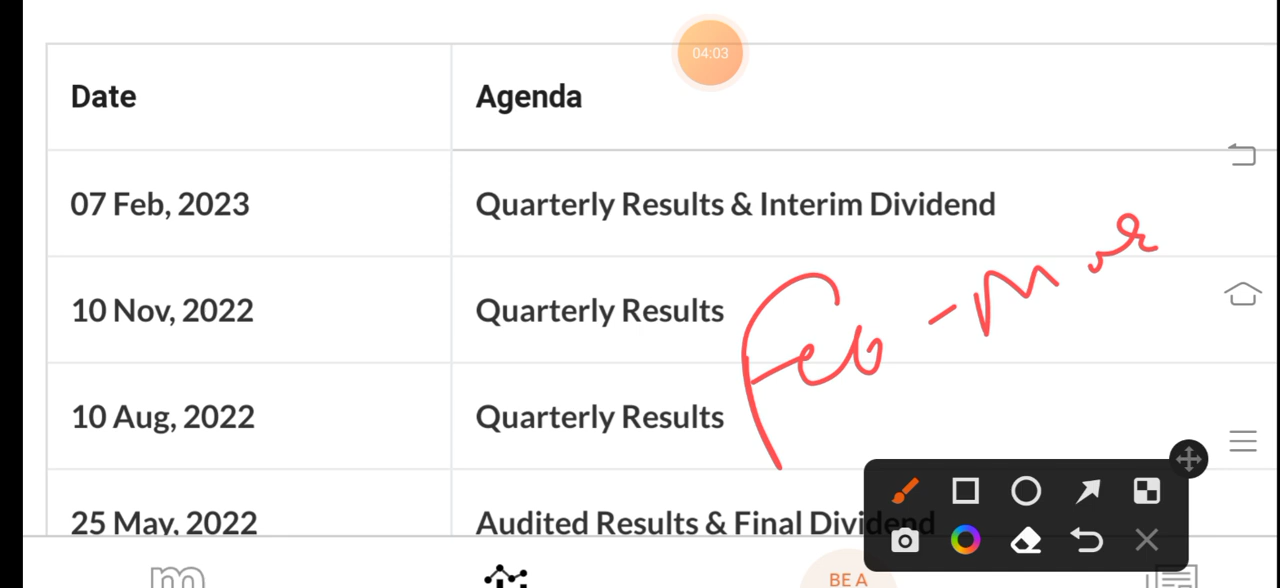 04:03
Date Agenda
07 Feb, 2023 Quarterly Results & Interim Dividend
10 Nov, 2022 Quarterly Results
Feb - Mar
10 Aug, 2022 Quarterly Results
25 May, 2022 Audited Results & Final Dividend
m
BE A